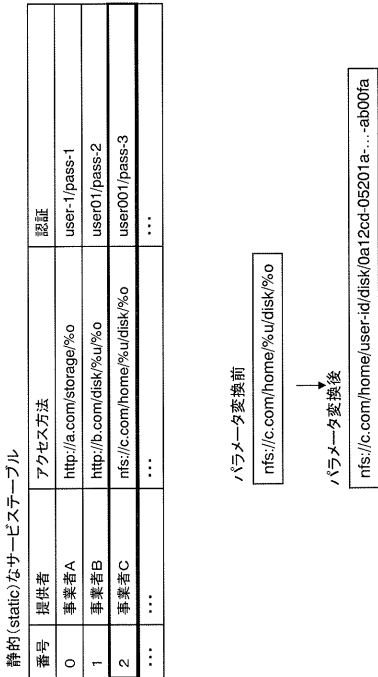 静的(static)なサービステーブル
番号 提供者 アクセス方法 認証
0 事業者A http://a.com/storage/%o user-1/pass-1
1 事業者B http://b.com/disk/%u/%o user01/pass-2
2 事業者C nfs://c.com/home/%u/disk/%o user001/pass-3
... ... ... ...
パラメータ変換前
nfs://c.com/home/%u/disk/%o
パラメータ変換後
nfs://c.com/home/user-id/disk/0a12cd-05201a-...-ab00fa